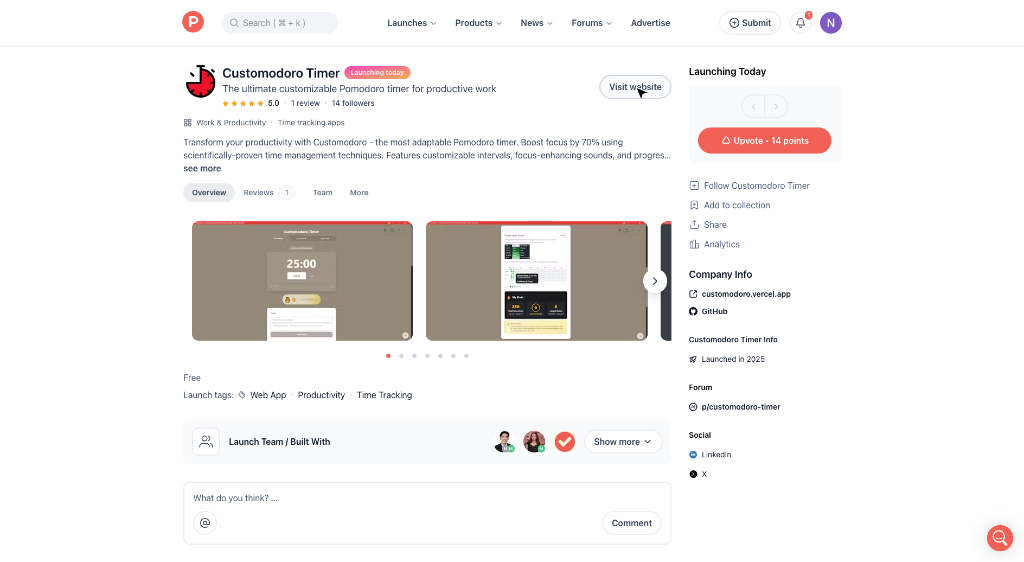 P
Search ( ⌘ + k )
Launches
Products
News
Forums
Advertise
Submit
1
N
Customodoro Timer
Launching today
The ultimate customizable Pomodoro timer for productive work
5.0 · 1 review · 14 followers
Visit website
Work & Productivity · Time tracking apps
Transform your productivity with Customodoro - the most adaptable Pomodoro timer. Boost focus by 70% using
scientifically-proven time management techniques. Features customizable intervals, focus-enhancing sounds, and progres...
see more
Overview
Reviews 1
Team
More
Customodoro Timer
25:00
Free
Launch tags: Web App · Productivity · Time Tracking
Launch Team / Built With
Show more
What do you think? ...
@
Comment
Launching Today
Upvote • 14 points
Follow Customodoro Timer
Add to collection
Share
Analytics
Company Info
customodoro.vercel.app
GitHub
Customodoro Timer Info
Launched in 2025
Forum
p/customodoro-timer
Social
LinkedIn
X